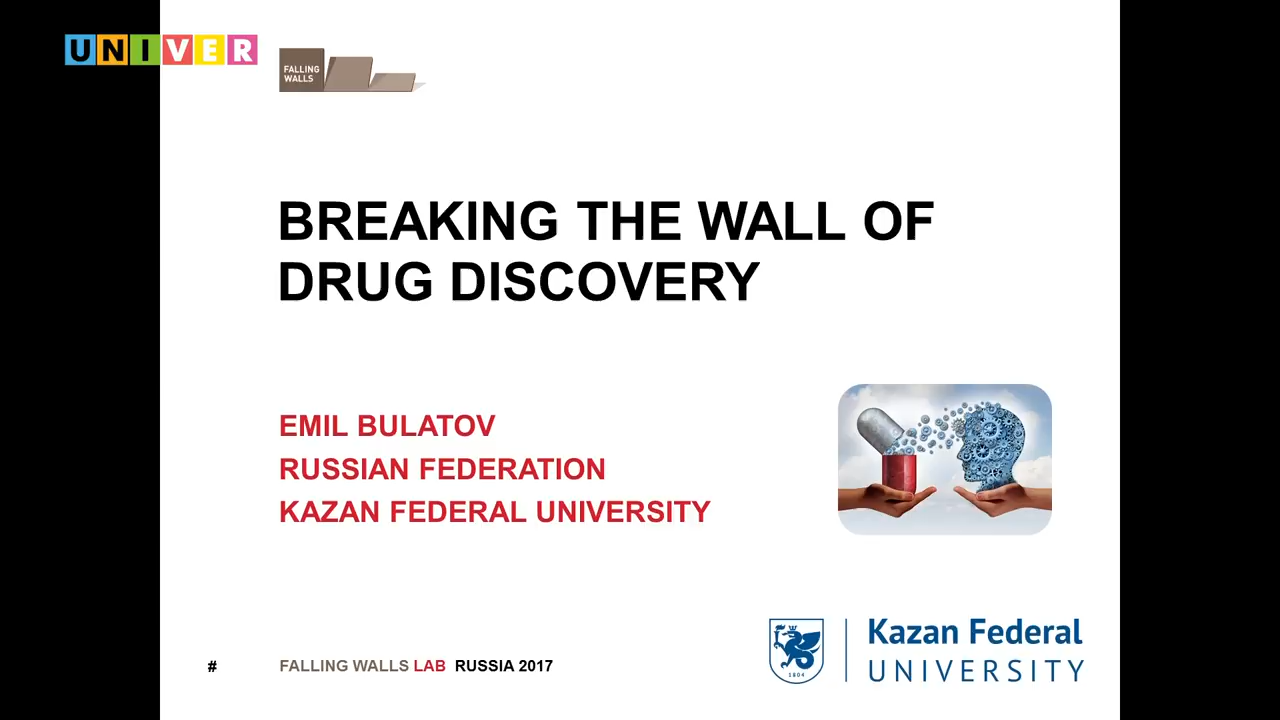 UNIVER
FALLING
WALLS
BREAKING THE WALL OF
DRUG DISCOVERY
EMIL BULATOV
RUSSIAN FEDERATION
KAZAN FEDERAL UNIVERSITY
Kazan Federal
UNIVERSITY
1804
# FALLING WALLS LAB RUSSIA 2017